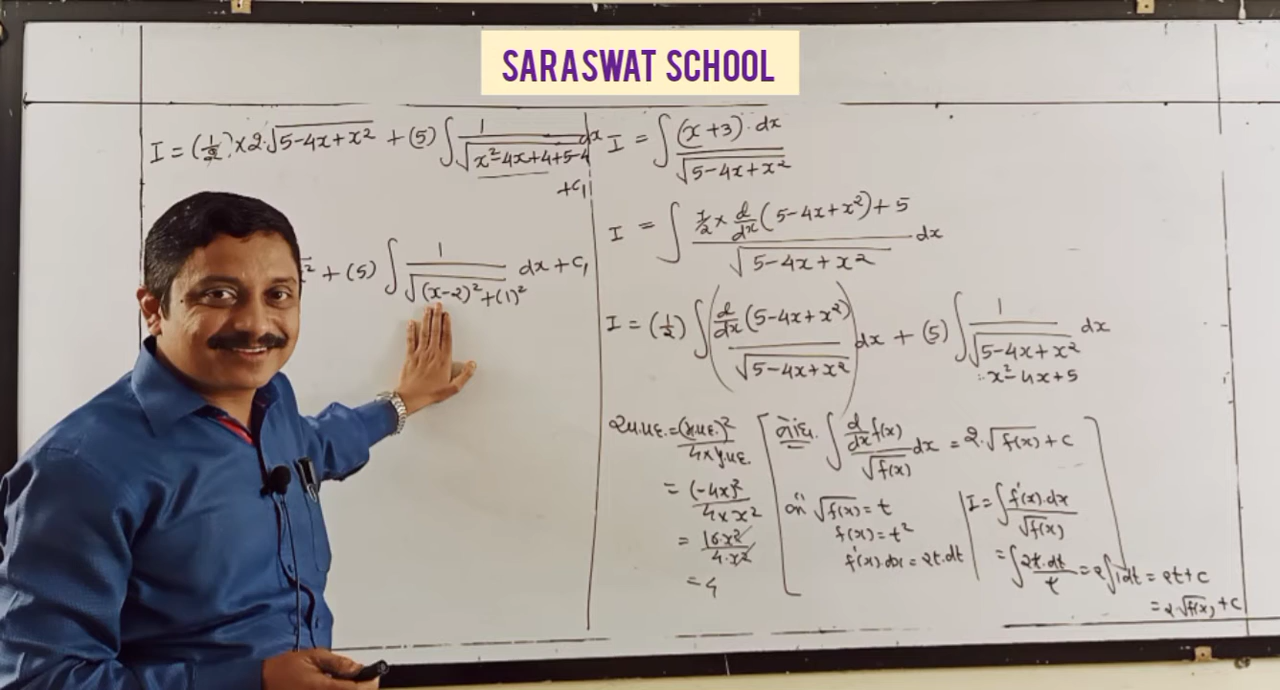 SARASWAT SCHOOL
I = (1/2) × 2·√(5-4x+x²) + (5) ∫ 1/√(x²-4x+4+5-4) dx
+ c₁
x² + (5) ∫ 1/√((x-2)²+(1)²) dx + c₁
I = ∫ (x+3)·dx/√(5-4x+x²)
I = ∫ (1/2 × d/dx (5-4x+x²) + 5)/√(5-4x+x²) dx
I = (1/2) ∫ (d/dx (5-4x+x²)/√(5-4x+x²)) dx + (5) ∫ 1/√(5-4x+x²) dx
∴ x²-4x+5
= (-4x)²/(4×x²)
= 16·x²/4·x²
= 4
નોંધ. ∫ d/dx f(x)/√f(x) dx = 2·√f(x) + c
√f(x) = t
f(x) = t²
f'(x)·dx = 2t·dt
I = ∫ f'(x)·dx/√f(x)
= ∫ 2t·dt/t = 2∫1dt = 2t + c
= 2√f(x) + c